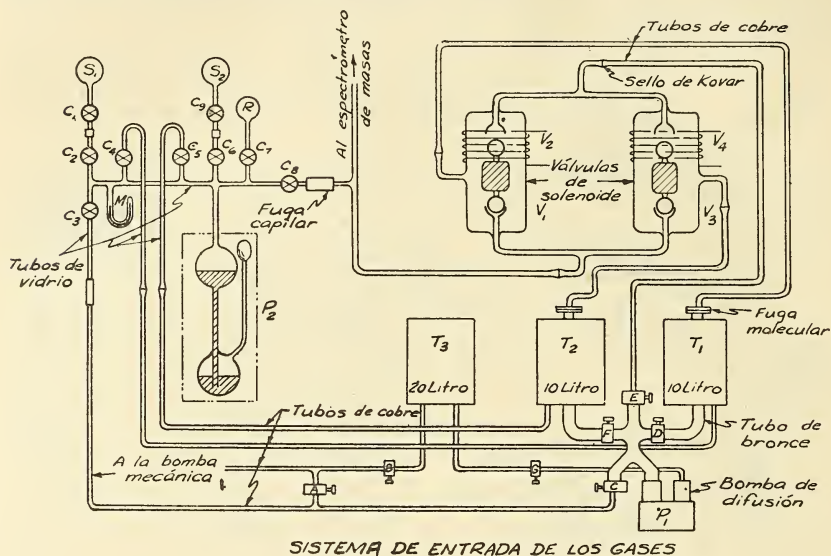 Tubos de cobre
Sello de Kovar
Al espectrómetro
de masas
S1
S2
R
C1
C9
C2
C4
C5
C6
C7
C8
C3
M
Fuga
capilar
V2
V4
Válvulas
de
solenoide
V1
V3
Tubos de
vidrio
P2
T3
20 Litro
T2
10 Litro
T1
10 Litro
Fuga
molecular
Tubos de cobre
E
F
D
Tubo
de
bronce
A la bomba
mecánica
B
G
A
C
P1
Bomba de
difusión
SISTEMA DE ENTRADA DE LOS GASES